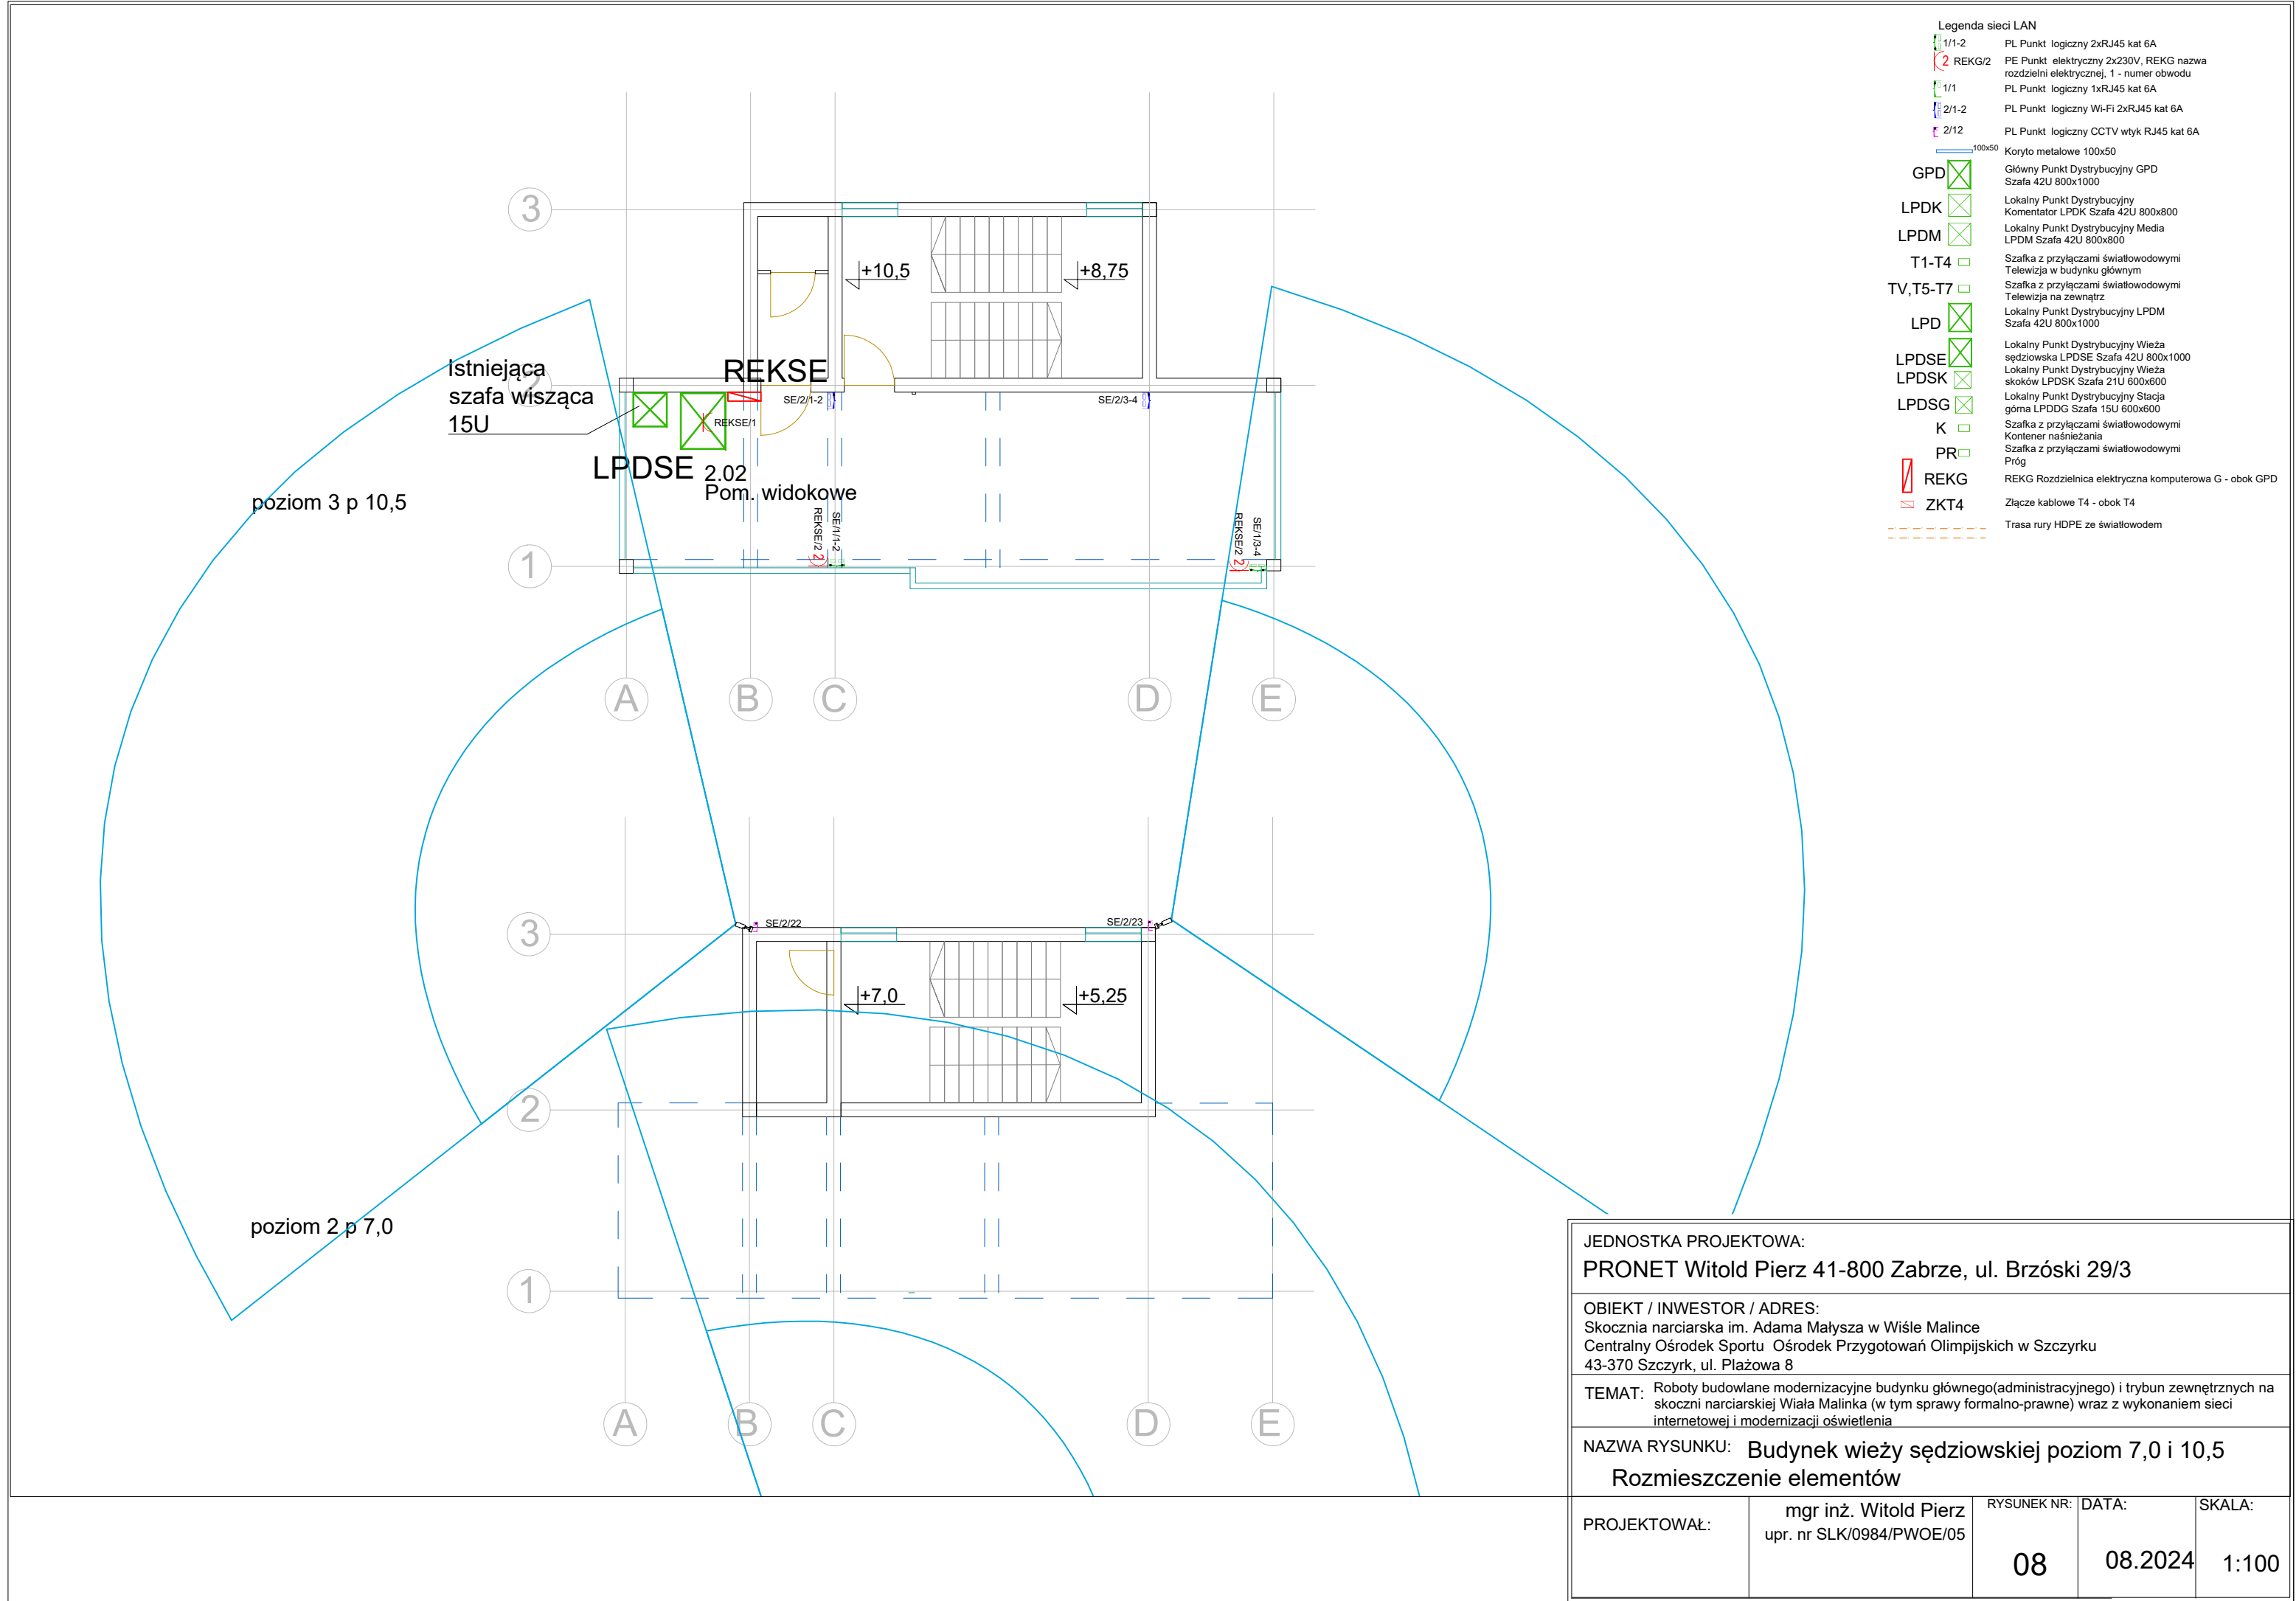 Legenda sieci LAN
1/1-2 PL Punkt logiczny 2xRJ45 kat 6A
2 REKG/2 PE Punkt elektryczny 2x230V, REKG nazwa
rozdzielni elektrycznej, 1 - numer obwodu
1/1 PL Punkt logiczny 1xRJ45 kat 6A
2/1-2 PL Punkt logiczny Wi-Fi 2xRJ45 kat 6A
2/12 PL Punkt logiczny CCTV wtyk RJ45 kat 6A
100x50 Koryto metalowe 100x50
GPD Główny Punkt Dystrybucyjny GPD
Szafa 42U 800x1000
LPDK Lokalny Punkt Dystrybucyjny
Komentator LPDK Szafa 42U 800x800
LPDM Lokalny Punkt Dystrybucyjny Media
LPDM Szafa 42U 800x800
T1-T4 Szafka z przyłączami światłowodowymi
Telewizja w budynku głównym
TV,T5-T7 Szafka z przyłączami światłowodowymi
Telewizja na zewnątrz
LPD Lokalny Punkt Dystrybucyjny LPDM
Szafa 42U 800x1000
LPDSE Lokalny Punkt Dystrybucyjny Wieża
sędziowska LPDSE Szafa 42U 800x1000
LPDSK Lokalny Punkt Dystrybucyjny Wieża
skoków LPDSK Szafa 21U 600x600
LPDSG Lokalny Punkt Dystrybucyjny Stacja
górna LPDDG Szafa 15U 600x600
K Szafka z przyłączami światłowodowymi
Kontener naśnieżania
PR Szafka z przyłączami światłowodowymi
Próg
REKG REKG Rozdzielnica elektryczna komputerowa G - obok GPD
ZKT4 Złącze kablowe T4 - obok T4
Trasa rury HDPE ze światłowodem
3
+10,5
+8,75
Istniejąca
szafa wisząca
15U
2
REKSE
SE/2/1-2
SE/2/3-4
REKSE/1
LPDSE
2.02
Pom. widokowe
poziom 3 p 10,5
REKSE/2
2
SE/1/1-2
REKSE/2
2
SE/1/3-4
1
A
B
C
D
E
3
SE/2/22
SE/2/23
+7,0
+5,25
2
poziom 2 p 7,0
1
A
B
C
D
E
JEDNOSTKA PROJEKTOWA:
PRONET Witold Pierz 41-800 Zabrze, ul. Brzóski 29/3
OBIEKT / INWESTOR / ADRES:
Skocznia narciarska im. Adama Małysza w Wiśle Malince
Centralny Ośrodek Sportu Ośrodek Przygotowań Olimpijskich w Szczyrku
43-370 Szczyrk, ul. Plażowa 8
TEMAT: Roboty budowlane modernizacyjne budynku głównego(administracyjnego) i trybun zewnętrznych na
skoczni narciarskiej Wiała Malinka (w tym sprawy formalno-prawne) wraz z wykonaniem sieci
internetowej i modernizacji oświetlenia
NAZWA RYSUNKU: Budynek wieży sędziowskiej poziom 7,0 i 10,5
Rozmieszczenie elementów
PROJEKTOWAŁ:
mgr inż. Witold Pierz
upr. nr SLK/0984/PWOE/05
RYSUNEK NR:
08
DATA:
08.2024
SKALA:
1:100